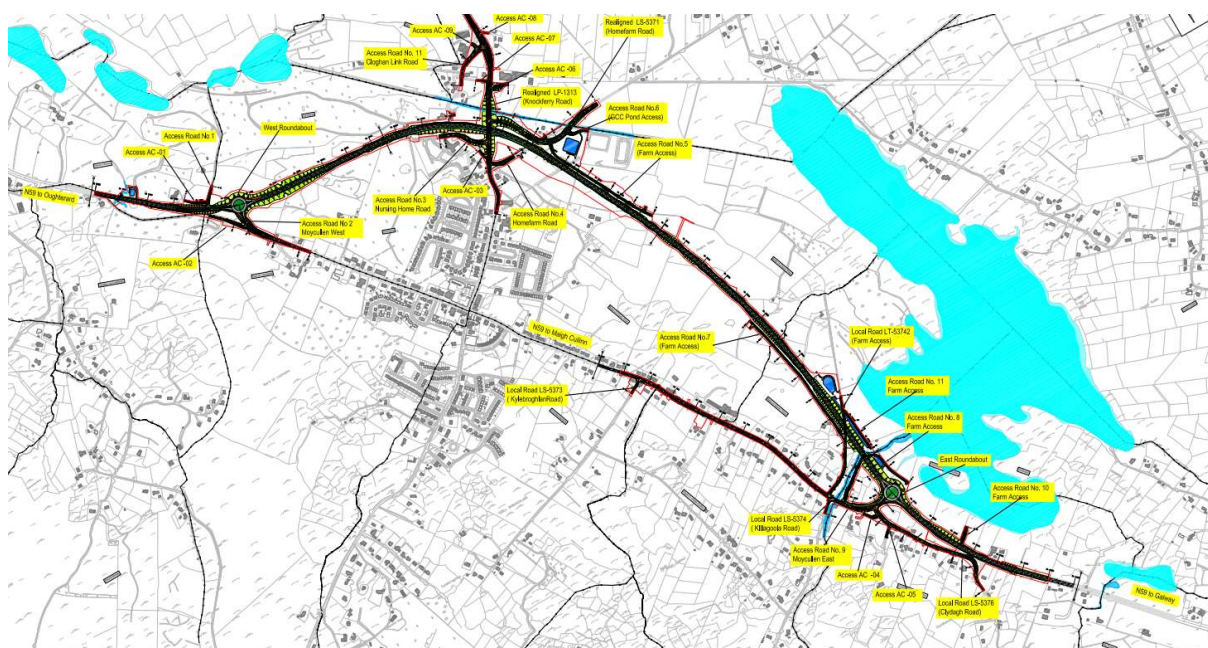 Access AC -08
Access AC -09
Access AC -07
Realigned LS-5371
(Homefarm Road)
Access Road No. 11
Cloghan Link Road
Access AC -06
Realigned LP-1313
(Knockferry Road)
Access Road No.6
(GCC Pond Access)
West Roundabout
Access Road No 1
Access Road No.5
(Farm Access)
Access AC -01
Access AC -03
N59 to Oughterard
Access Road No.3
Nursing Home Road
Access Road No.4
Homefarm Road
Access Road No 2
Moycullen West
Access AC -02
N59 to Maigh Cuilinn
Access Road No.7
(Farm Access)
Local Road LT-53742
(Farm Access)
Local Road LS-5373
( KylebroghlanRoad)
Access Road No. 11
Farm Access
Access Road No. 8
Farm Access
East Roundabout
Access Road No. 10
Farm Access
Local Road LS-5374
( Killagoola Road)
Access Road No. 9
Moycullen East
Access AC -04
Access AC -05
Local Road LS-5376
(Clydagh Road)
N59 to Galway